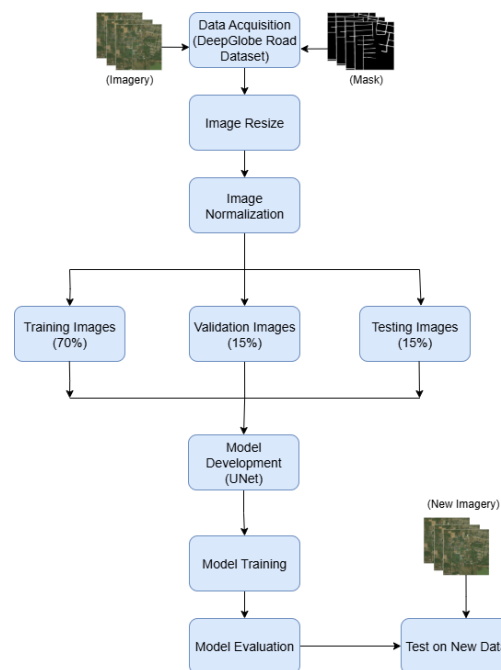 Data Acquisition
(DeepGlobe Road
Dataset)
(Imagery)
(Mask)
Image Resize
Image
Normalization
Training Images
(70%)
Validation Images
(15%)
Testing Images
(15%)
Model
Development
(UNet)
(New Imagery)
Model Training
Model Evaluation
Test on New Data